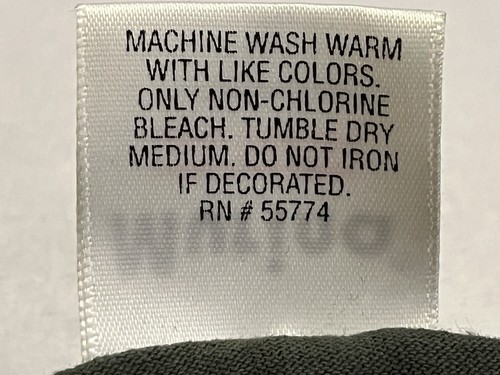 MACHINE WASH WARM
WITH LIKE COLORS.
ONLY NON-CHLORINE
BLEACH. TUMBLE DRY
MEDIUM. DO NOT IRON
IF DECORATED.
RN # 55774